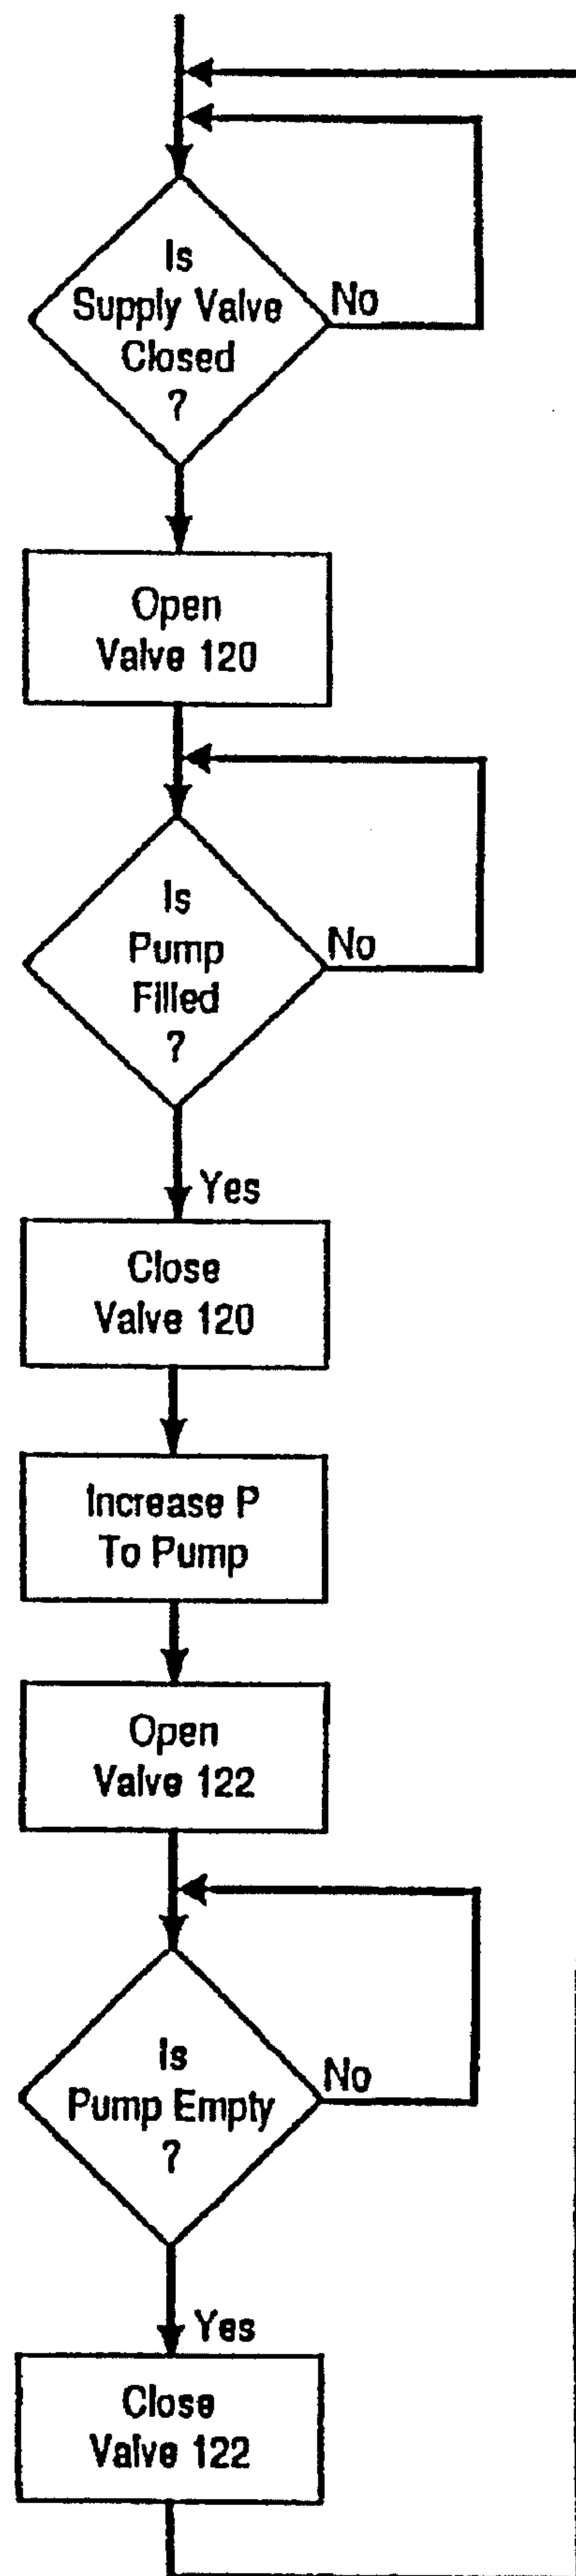 Is
Supply Valve
Closed
?
No
Open
Valve 120
Is
Pump
Filled
?
No
Yes
Close
Valve 120
Increase P
To Pump
Open
Valve 122
Is
Pump Empty
?
No
Yes
Close
Valve 122